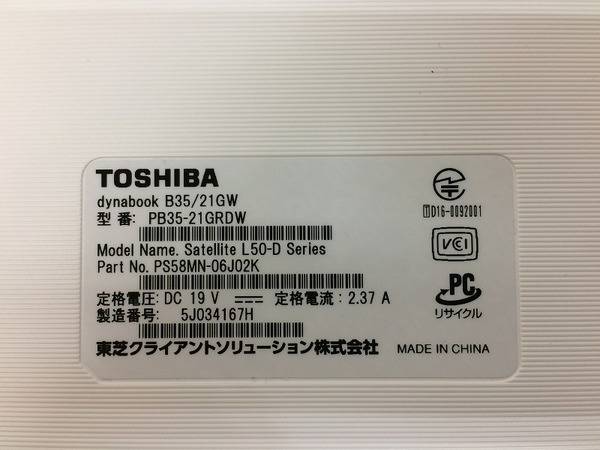 TOSHIBA
dynabook B35/21GW
型 番: PB35-21GRDW
Model Name. Satellite L50-D Series
Part No. PS58MN-06J02K
定格電圧: DC 19 V ⎓ 定格電流: 2.37 A
製造番号: 5J034167H
東芝クライアントソリューション株式会社 MADE IN CHINA
T D16-0092001
VCCI
PC
リサイクル